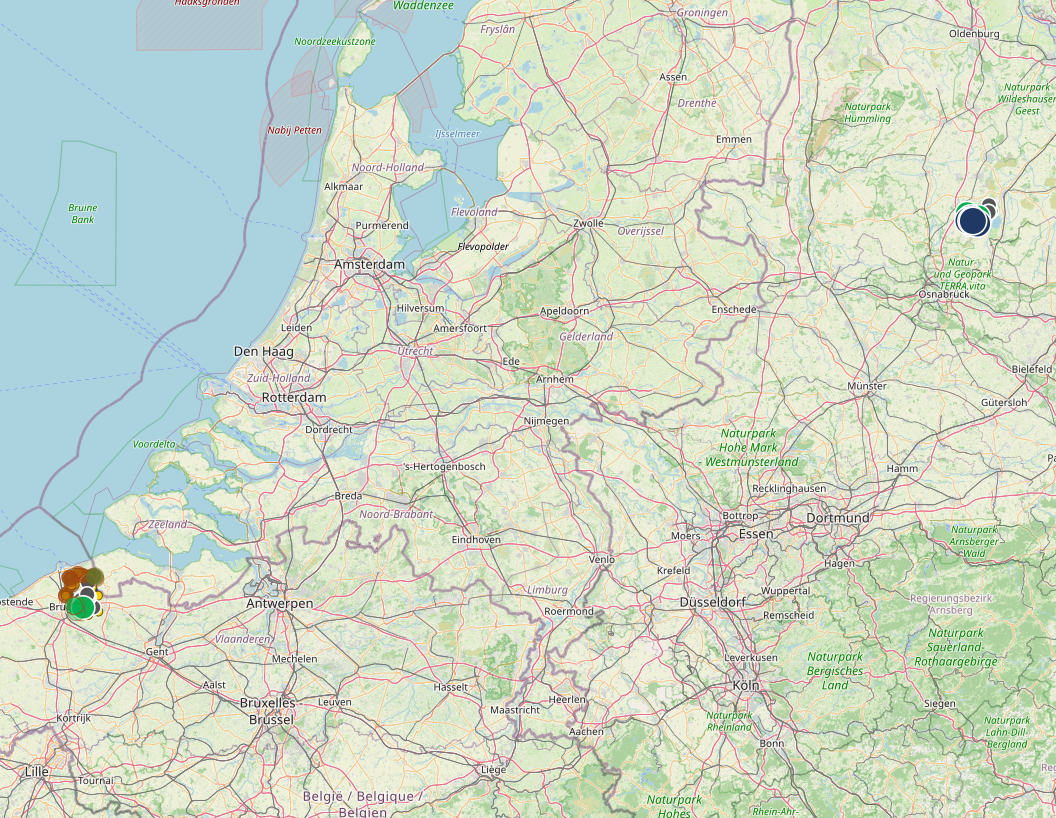 Haaksgronden
Waddenzee
Groningen
Fryslân
Oldenburg
Noordzeekustzone
Assen
Drenthe
Naturpark
Hümmling
Naturpark
Wildeshauser
Geest
Nabij Petten
IJsselmeer
Emmen
Noord-Holland
Alkmaar
Bruine
Bank
Flevoland
Purmerend
Zwolle
Overijssel
Flevopolder
Amsterdam
Natur-
und Geopark
TERRA.vita
Osnabrück
Hilversum
Apeldoorn
Enschede
Leiden
Amersfoort
Gelderland
Den Haag
Utrecht
Ede
Bielefeld
Zuid-Holland
Arnhem
Münster
Rotterdam
Gütersloh
Nijmegen
Dordrecht
Voordelta
Naturpark
Hohe Mark
Westmünsterland
's-Hertogenbosch
Hamm
Breda
Recklinghausen
Noord-Brabant
Bottrop
Dortmund
Zeeland
Eindhoven
Moers
Essen
Naturpark
Arnsberger
Wald
Venlo
Hagen
Krefeld
Limburg
Wuppertal
Regierungsbezirk
Arnsberg
ostende
Bru
Antwerpen
Düsseldorf
Roermond
Remscheid
Vlaanderen
Gent
Naturpark
Sauerland
Rothaargebirge
Mechelen
Leverkusen
Naturpark
Bergisches
Land
Aalst
Hasselt
Köln
Bruxelles-
Brussel
Leuven
Heerlen
Maastricht
Siegen
Kortrijk
Naturpark
Rheinland
Aachen
Naturpark
Lahn-Dill-
Bergland
Bonn
Lille
Liège
Tournai
België / Belgique /
Belgien
Naturpark
Hohes
Rhein-Ahr-